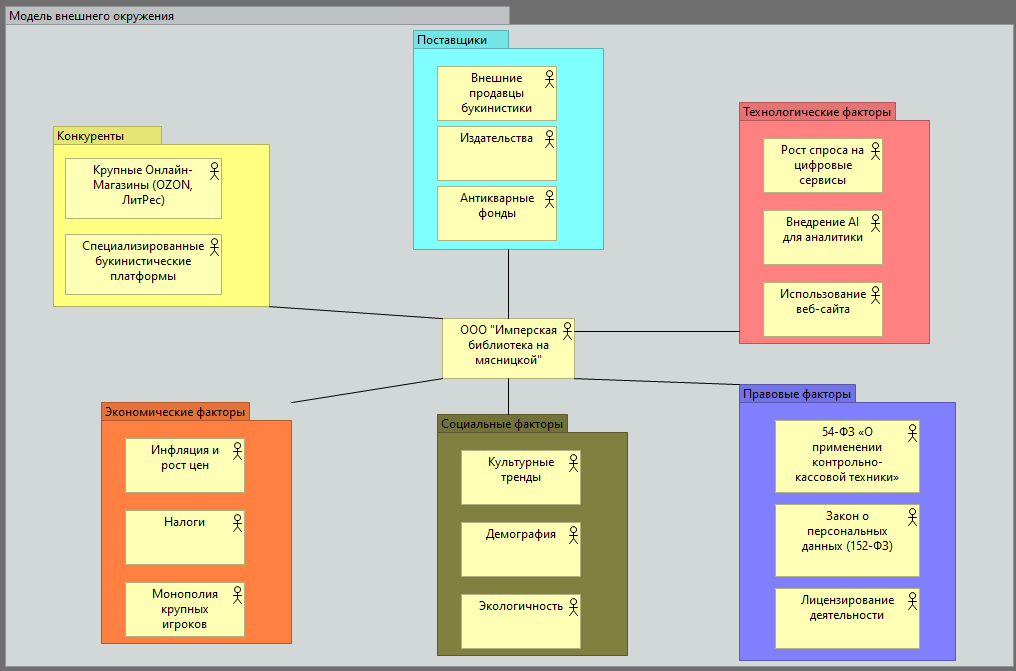 Модель внешнего окружения
Поставщики
Внешние
продавцы
букинистики
Издательства
Антикварные
фонды
Конкуренты
Крупные Онлайн-
Магазины (OZON,
ЛитРес)
Специализированные
букинистические
платформы
Технологические факторы
Рост спроса на
цифровые
сервисы
Внедрение AI
для аналитики
Использование
веб-сайта
ООО "Имперская
библиотека на
мясницкой"
Экономические факторы
Инфляция и
рост цен
Налоги
Монополия
крупных
игроков
Социальные факторы
Культурные
тренды
Демография
Экологичность
Правовые факторы
54-ФЗ «О
применении
контрольно-
кассовой техники»
Закон о
персональных
данных (152-ФЗ)
Лицензирование
деятельности